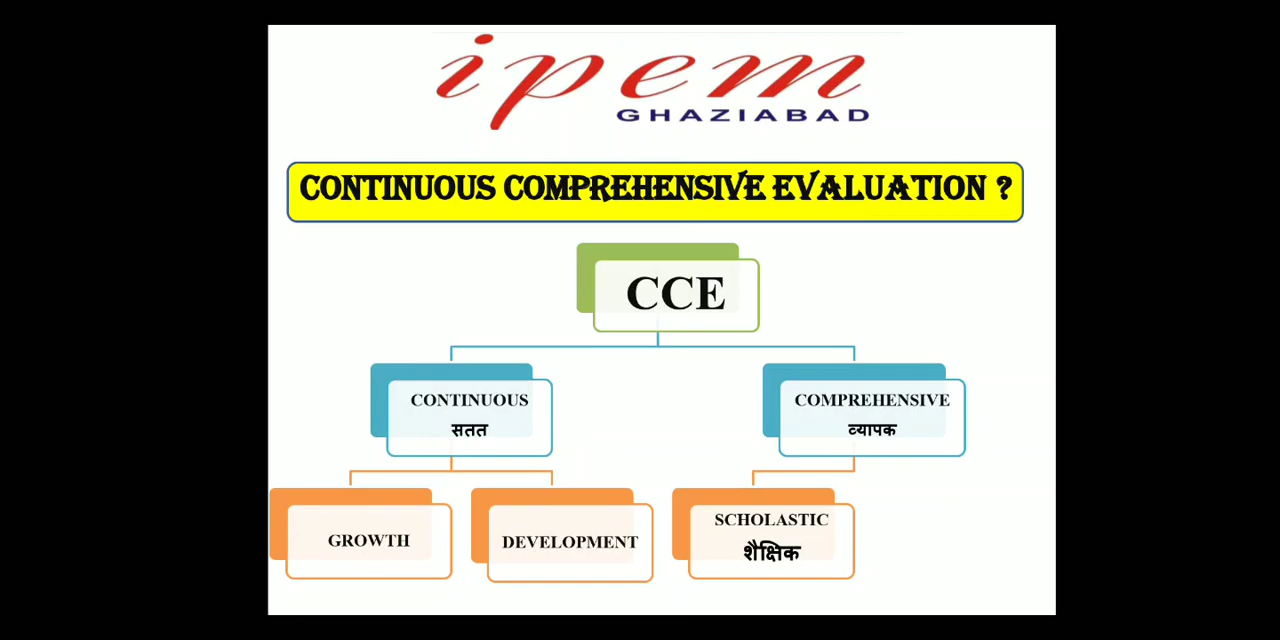 ipem
GHAZIABAD
CONTINUOUS COMPREHENSIVE EVALUATION ?
CCE
CONTINUOUS
सतत
COMPREHENSIVE
व्यापक
GROWTH
DEVELOPMENT
SCHOLASTIC
शैक्षिक